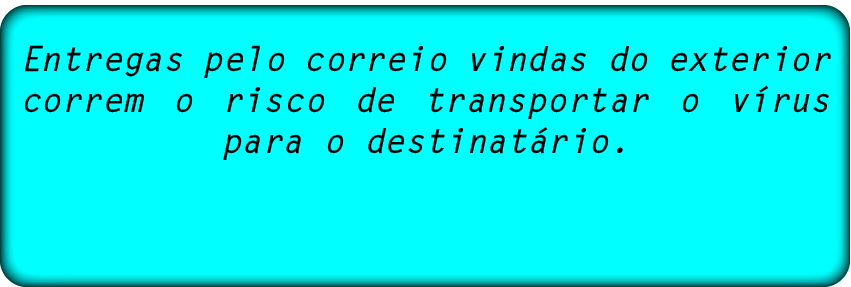 Entregas pelo correio vindas do exterior
correm o risco de transportar o vírus
para o destinatário.